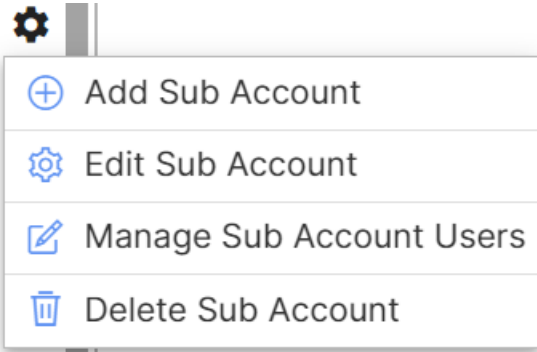 Add Sub Account
Edit Sub Account
Manage Sub Account Users
Delete Sub Account